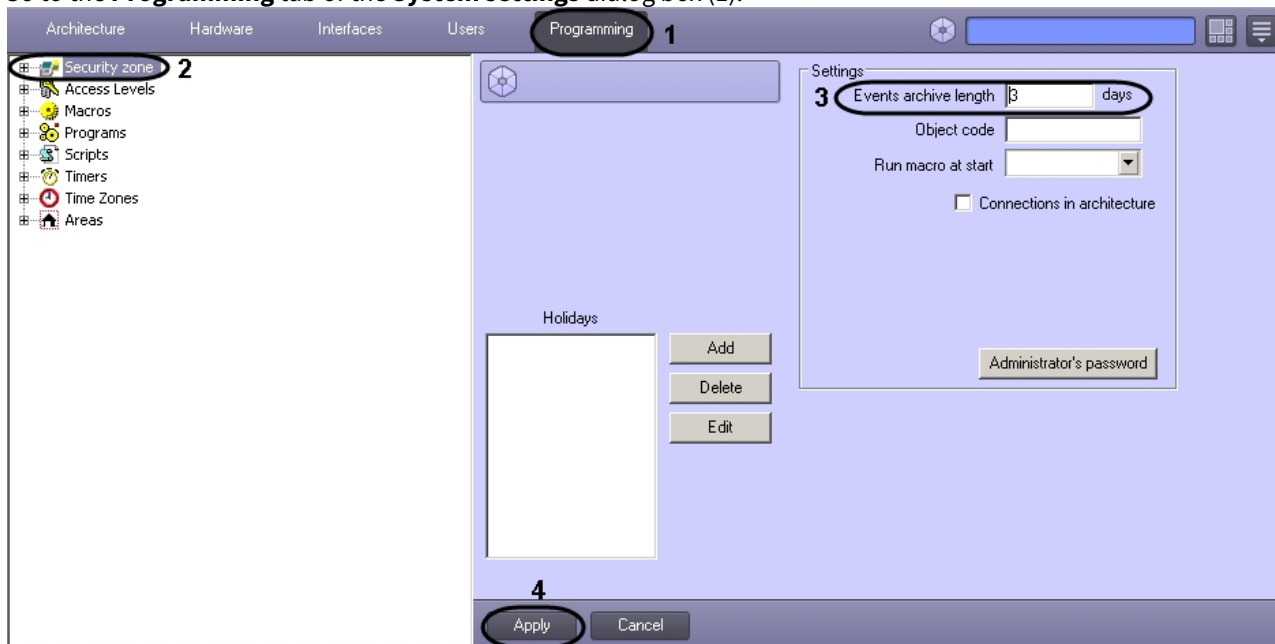 Go to the Programming tab of the System Settings dialog box (1).
Architecture Hardware Interfaces Users Programming 1
Security zone 2
Access Levels
Macros
Programs
Scripts
Timers
Time Zones
Areas
Settings
3 Events archive length 3 days
Object code
Run macro at start
Connections in architecture
Administrator's password
Holidays
Add
Delete
Edit
4
Apply Cancel